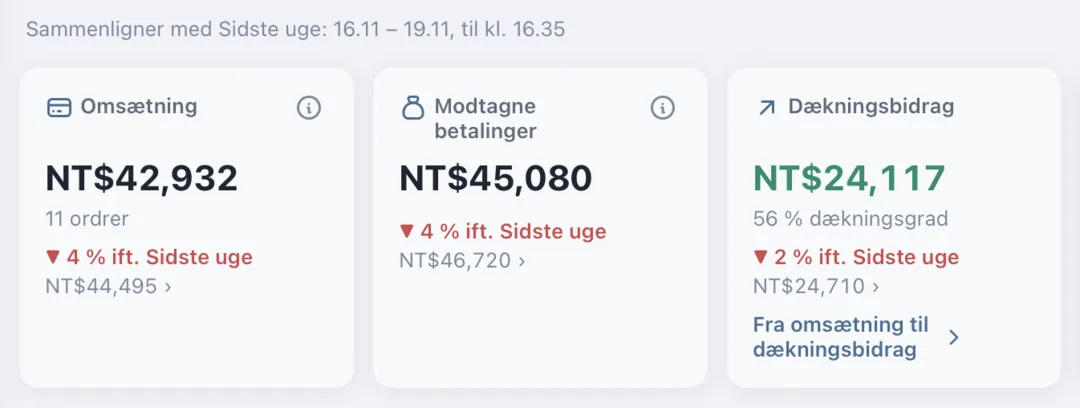 Sammenligner med Sidste uge: 16.11 – 19.11, til kl. 16.35
Omsætning
NT$42,932
11 ordrer
▼ 4 % ift. Sidste uge
NT$44,495 ›
Modtagne
betalinger
NT$45,080
▼ 4 % ift. Sidste uge
NT$46,720 ›
Dækningsbidrag
NT$24,117
56 % dækningsgrad
▼ 2 % ift. Sidste uge
NT$24,710 ›
Fra omsætning til
dækningsbidrag